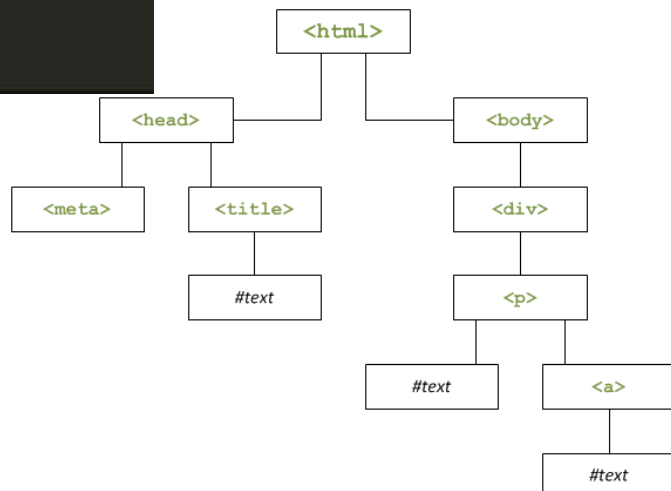 <html>
<head>
<body>
<meta>
<title>
<div>
#text
<p>
#text
<a>
#text